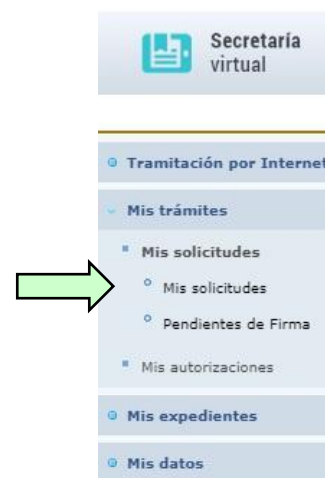 Secretaría
virtual
Tramitación por Internet
Mis trámites
Mis solicitudes
Mis solicitudes
Pendientes de Firma
Mis autorizaciones
Mis expedientes
Mis datos